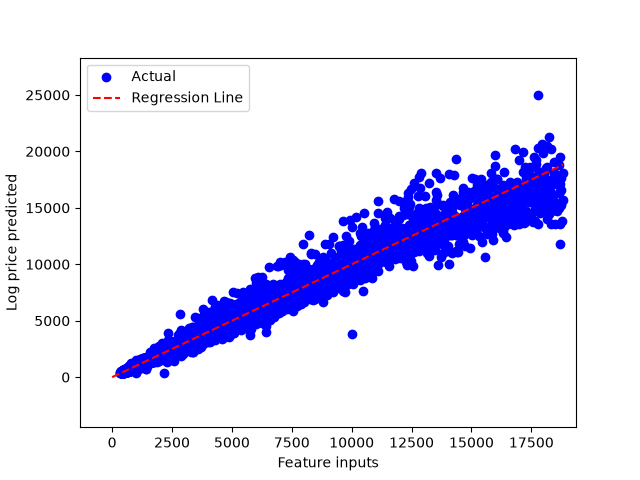 Actual
Regression Line
25000
20000
15000
10000
5000
0
Log price predicted
0 2500 5000 7500 10000 12500 15000 17500
Feature inputs